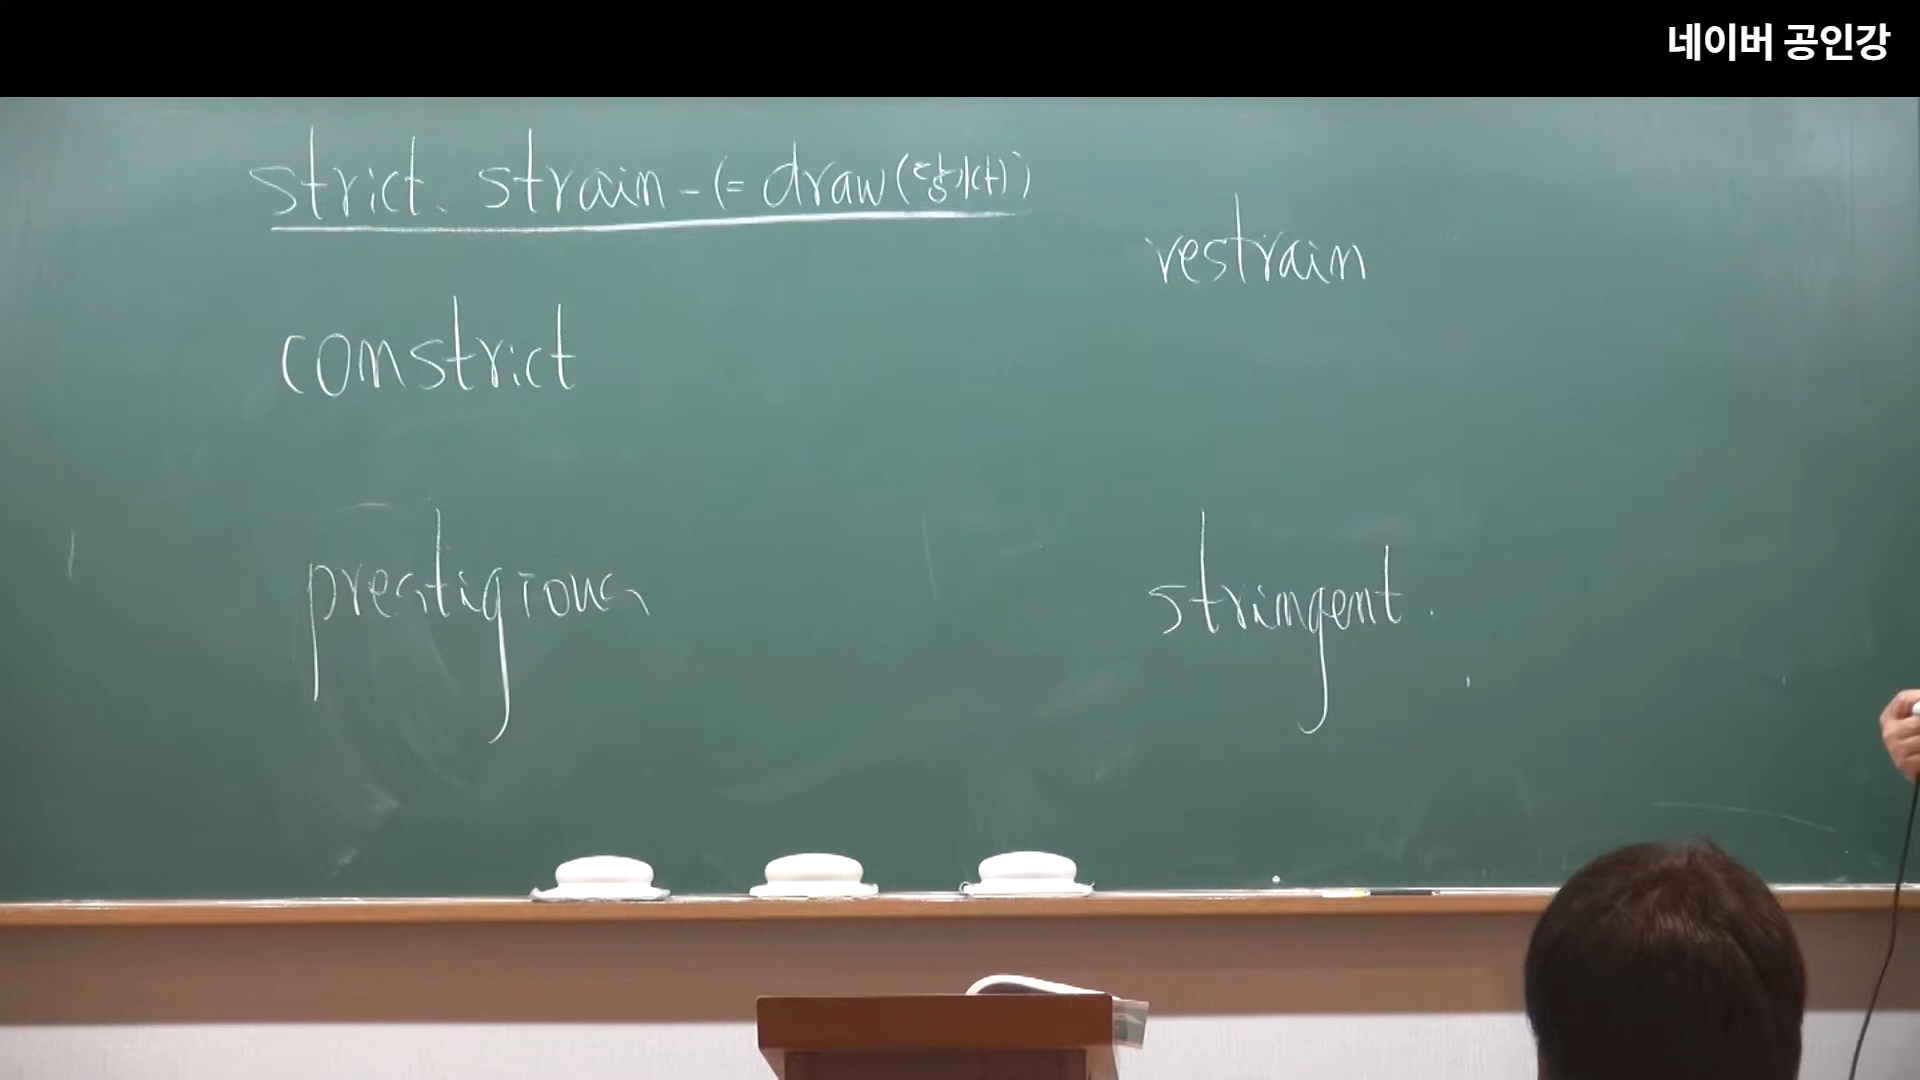 네이버 공인강
strict, strain - (= draw (당기다)
restrain
constrict
prestigious
stringent